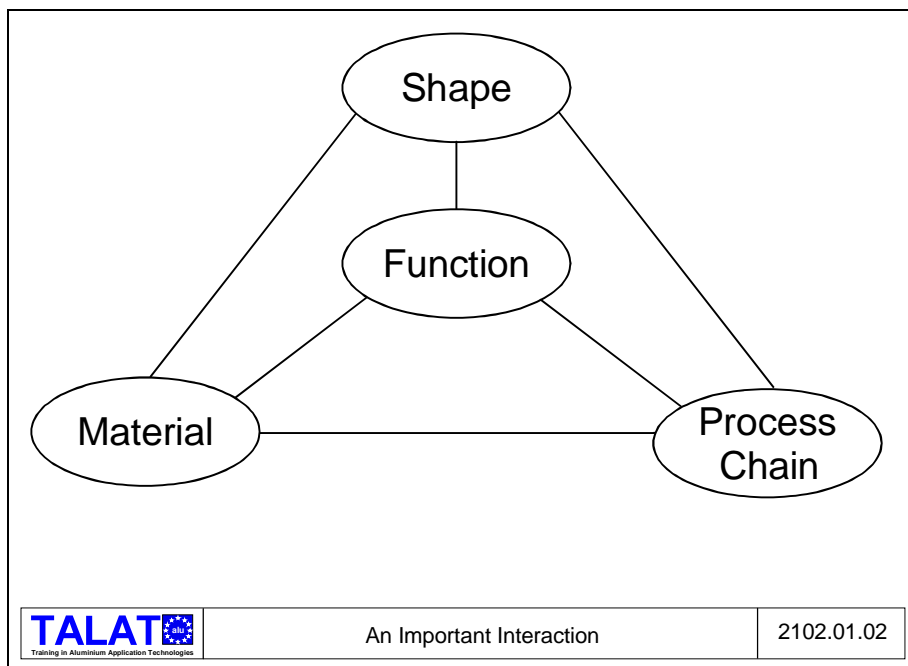 Shape
Function
Material
Process
Chain
TALAT
alu
Training in Aluminium Application Technologies
An Important Interaction
2102.01.02